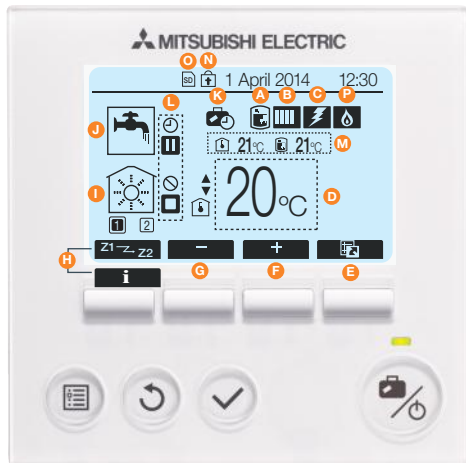 MITSUBISHI ELECTRIC
O N
SD 1 April 2014 12:30
L K A B C P
J
21°C 21°C M
I
20°C D
1 2
Z1 Z2 − +
H i G F E